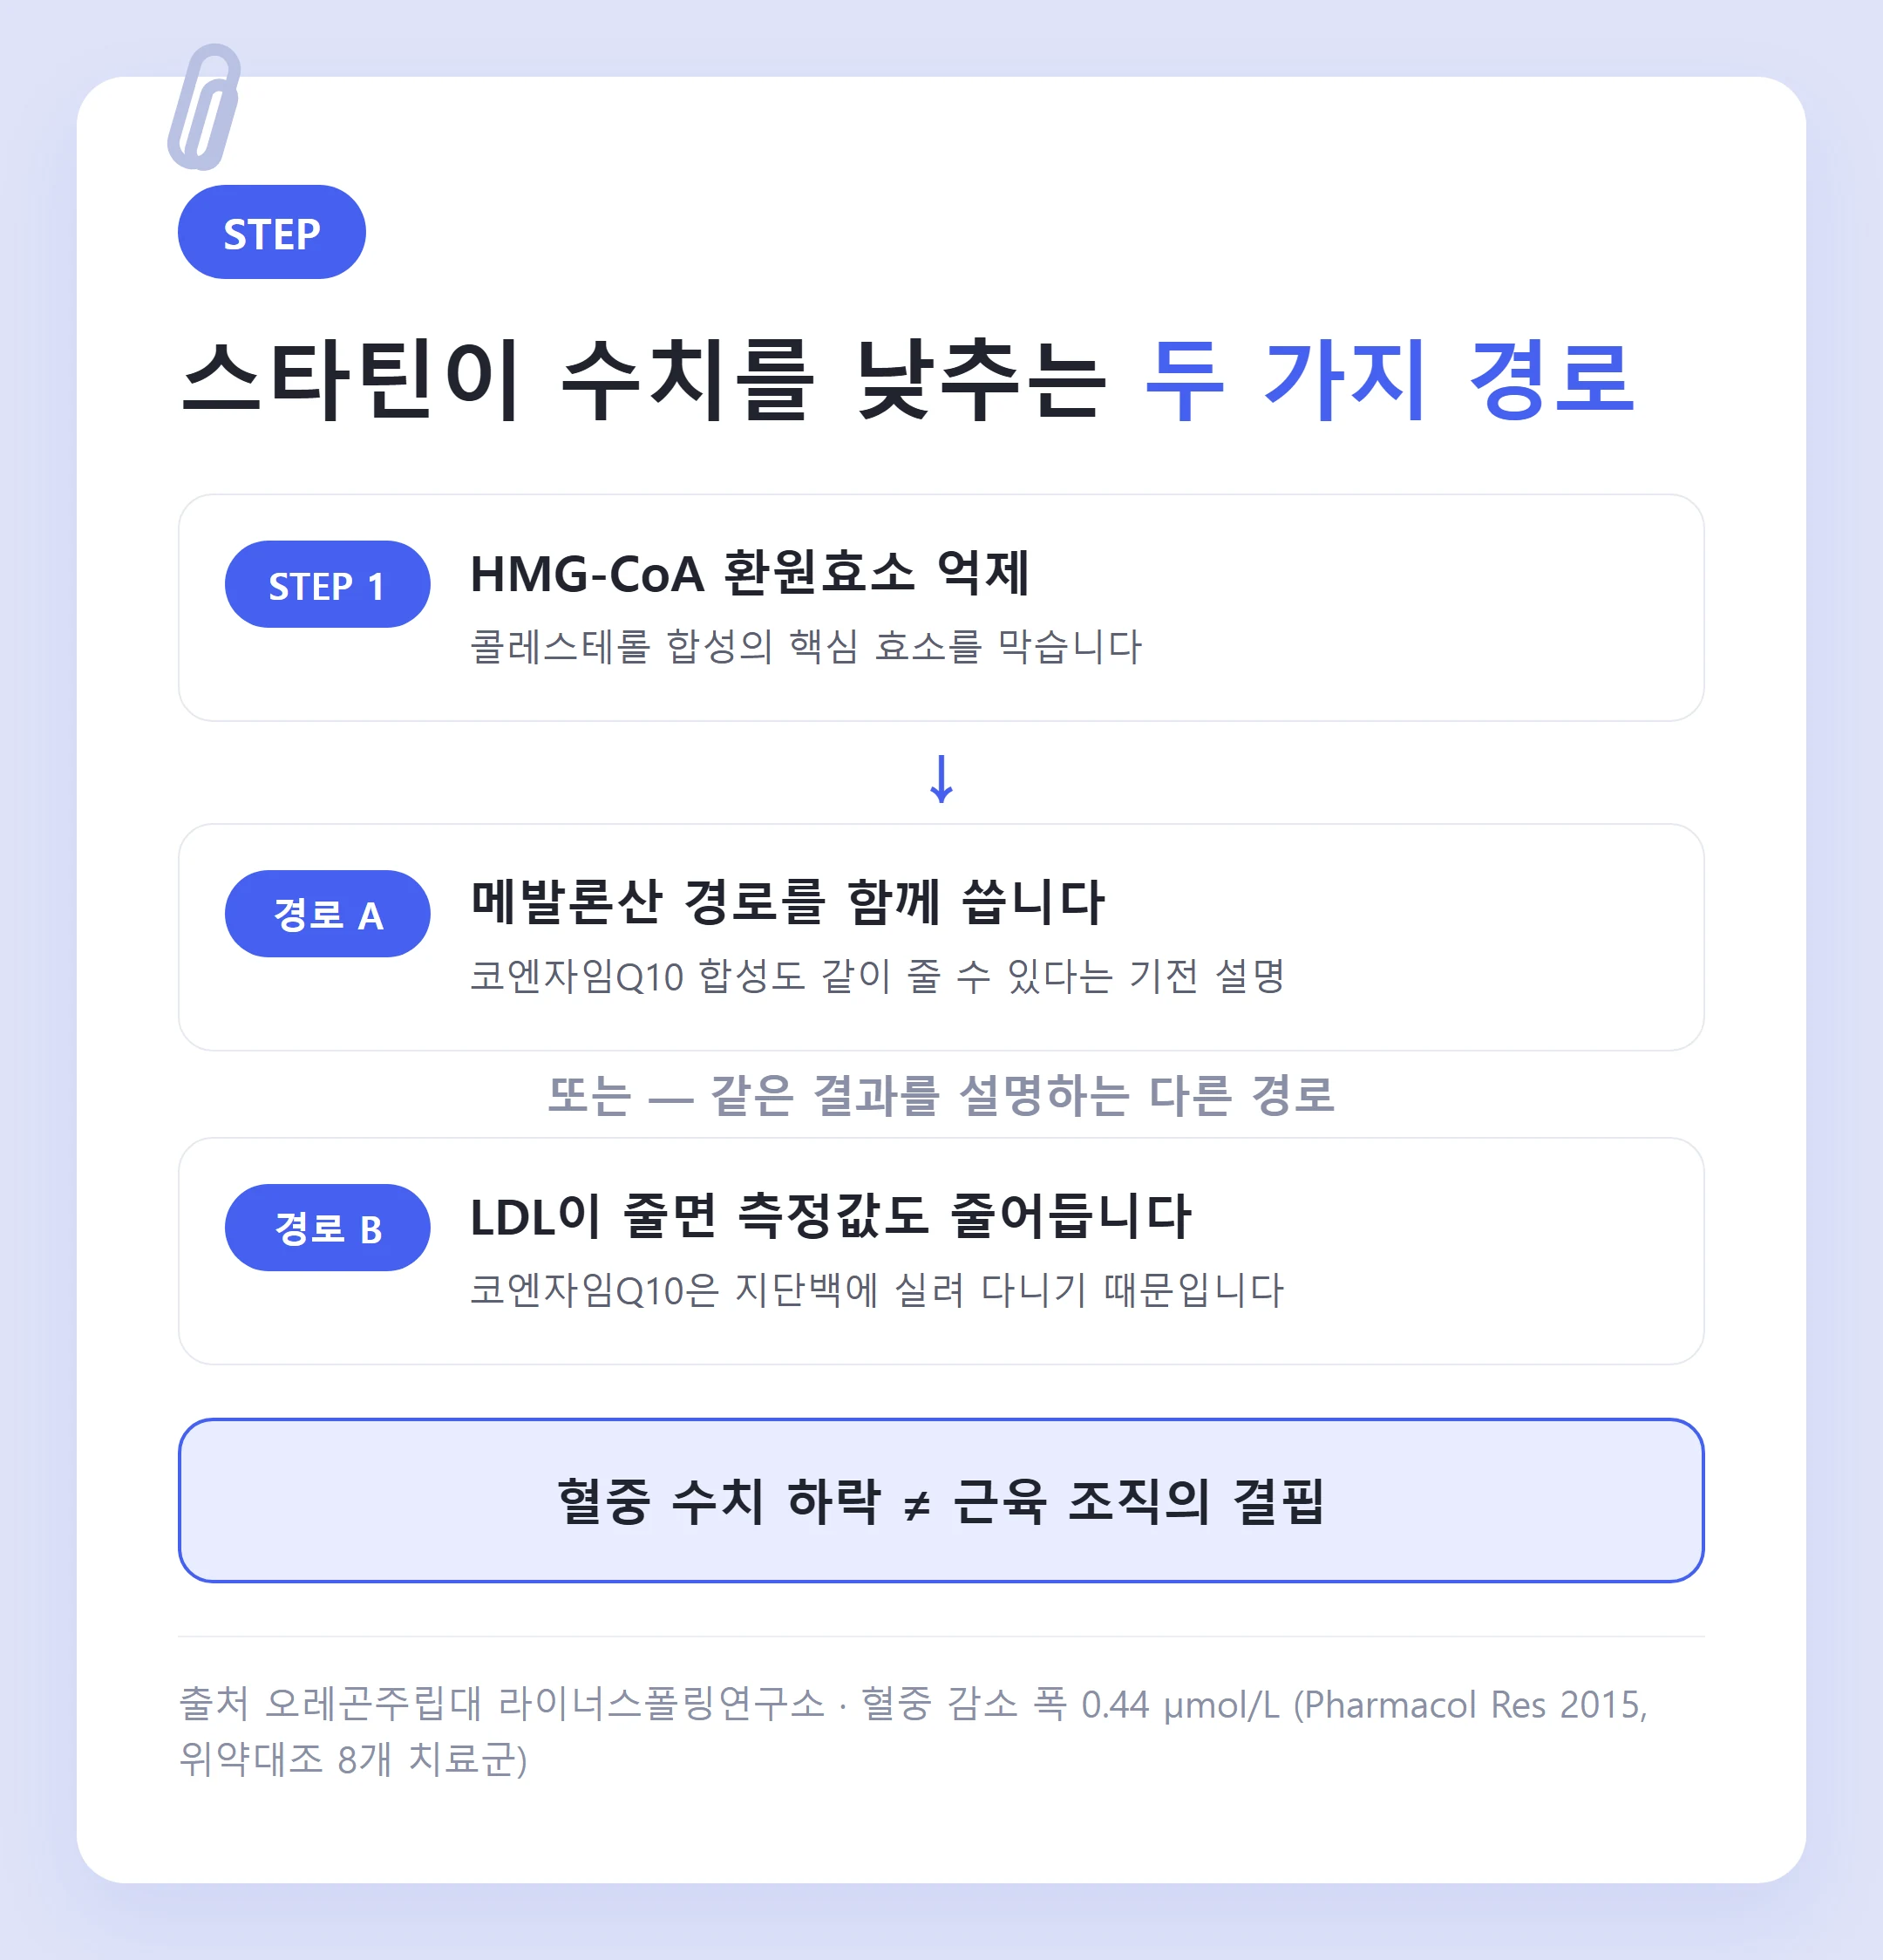 STEP
스타틴이 수치를 낮추는 두 가지 경로
STEP 1
HMG-CoA 환원효소 억제
콜레스테롤 합성의 핵심 효소를 막습니다
↓
경로 A
메발론산 경로를 함께 씁니다
코엔자임Q10 합성도 같이 줄 수 있다는 기전 설명
또는 — 같은 결과를 설명하는 다른 경로
경로 B
LDL이 줄면 측정값도 줄어듭니다
코엔자임Q10은 지단백에 실려 다니기 때문입니다
혈중 수치 하락 ≠ 근육 조직의 결핍
출처 오레곤주립대 라이너스폴링연구소 · 혈중 감소 폭 0.44 μmol/L (Pharmacol Res 2015,
위약대조 8개 치료군)